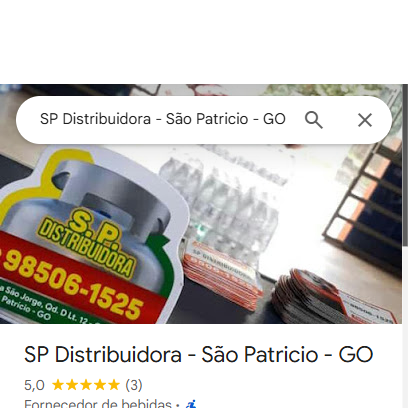 SP Distribuidora - São Patricio - GO
S.P.
DISTRIBUIDORA
98506-1525
a São Jorge, Qd. D Lt. 12 -
Patrício - GO
SP DISTRIBUIDORA
SP Distribuidora - São Patricio - GO
5,0 ★★★★★ (3)
Fornecedor de bebidas ·